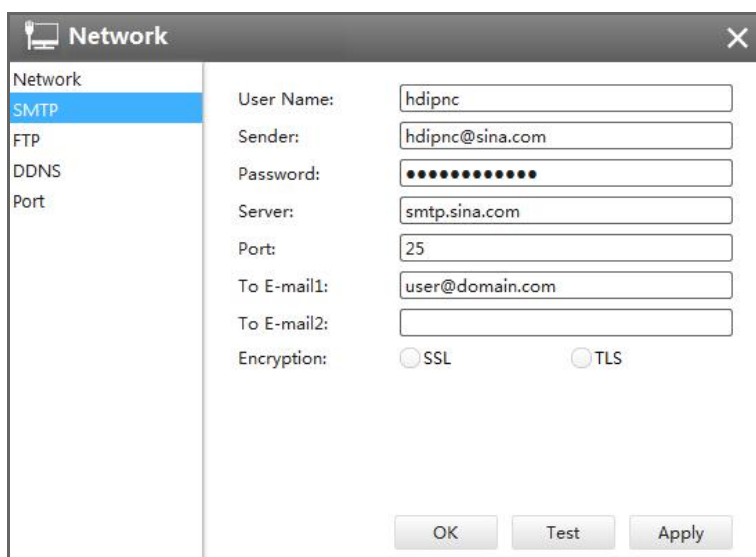 Network
Network
SMTP
FTP
DDNS
Port
User Name: hdipnc
Sender: hdipnc@sina.com
Password: ●●●●●●●●●●●●
Server: smtp.sina.com
Port: 25
To E-mail1: user@domain.com
To E-mail2:
Encryption: SSL TLS
OK Test Apply